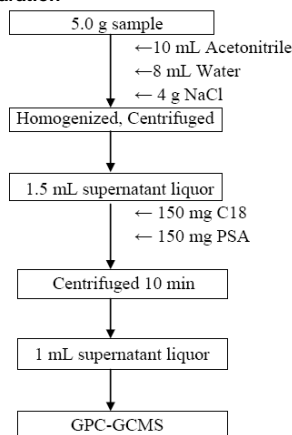 5.0 g sample
←10 mL Acetonitrile
←8 mL Water
← 4 g NaCl
Homogenized, Centrifuged
1.5 mL supernatant liquor
← 150 mg C18
← 150 mg PSA
Centrifuged 10 min
1 mL supernatant liquor
GPC-GCMS